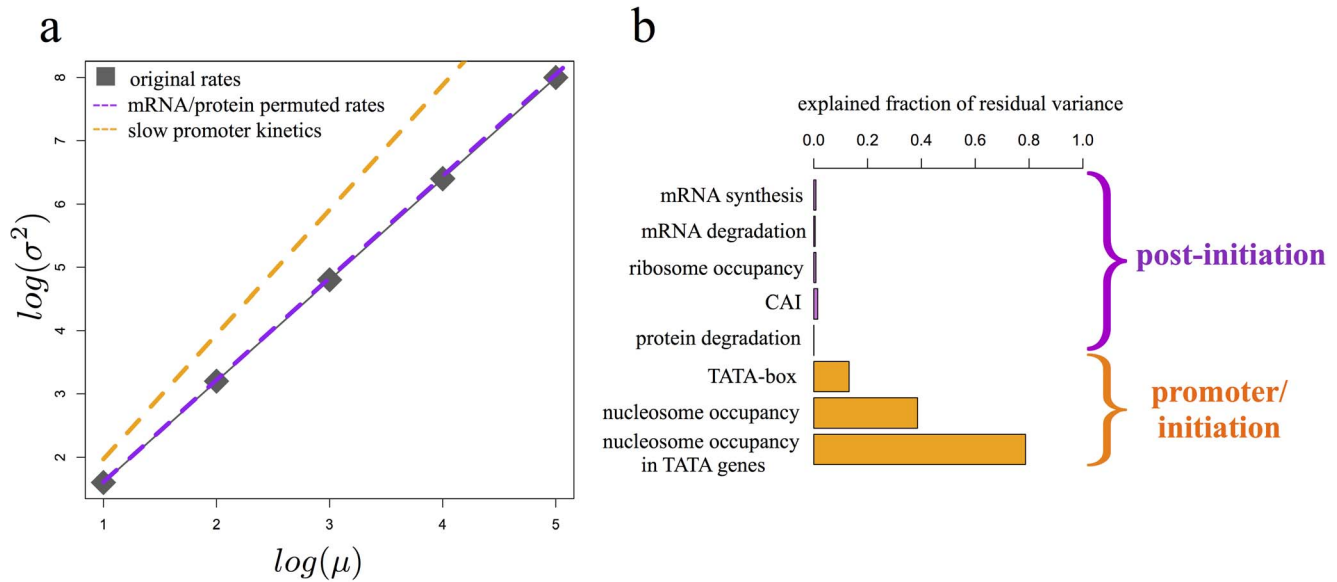 a
original rates
mRNA/protein permuted rates
slow promoter kinetics
8
7
6
5
4
3
2
log(σ²)
1 2 3 4 5
log(μ)
b
explained fraction of residual variance
0.0 0.2 0.4 0.6 0.8 1.0
mRNA synthesis
mRNA degradation
ribosome occupancy
CAI
protein degradation
TATA-box
nucleosome occupancy
nucleosome occupancy
in TATA genes
post-initiation
promoter/
initiation